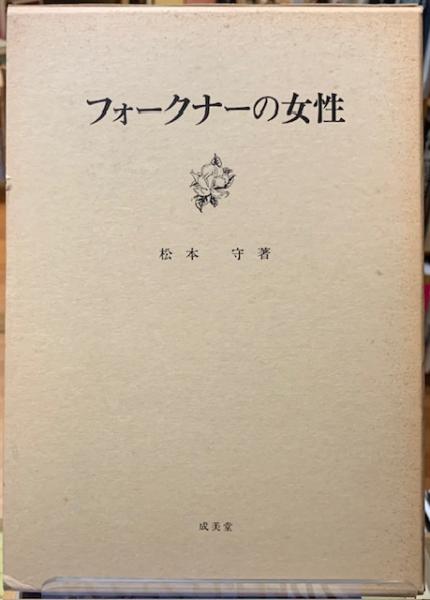 フォークナーの女性
松本 守著
成美堂